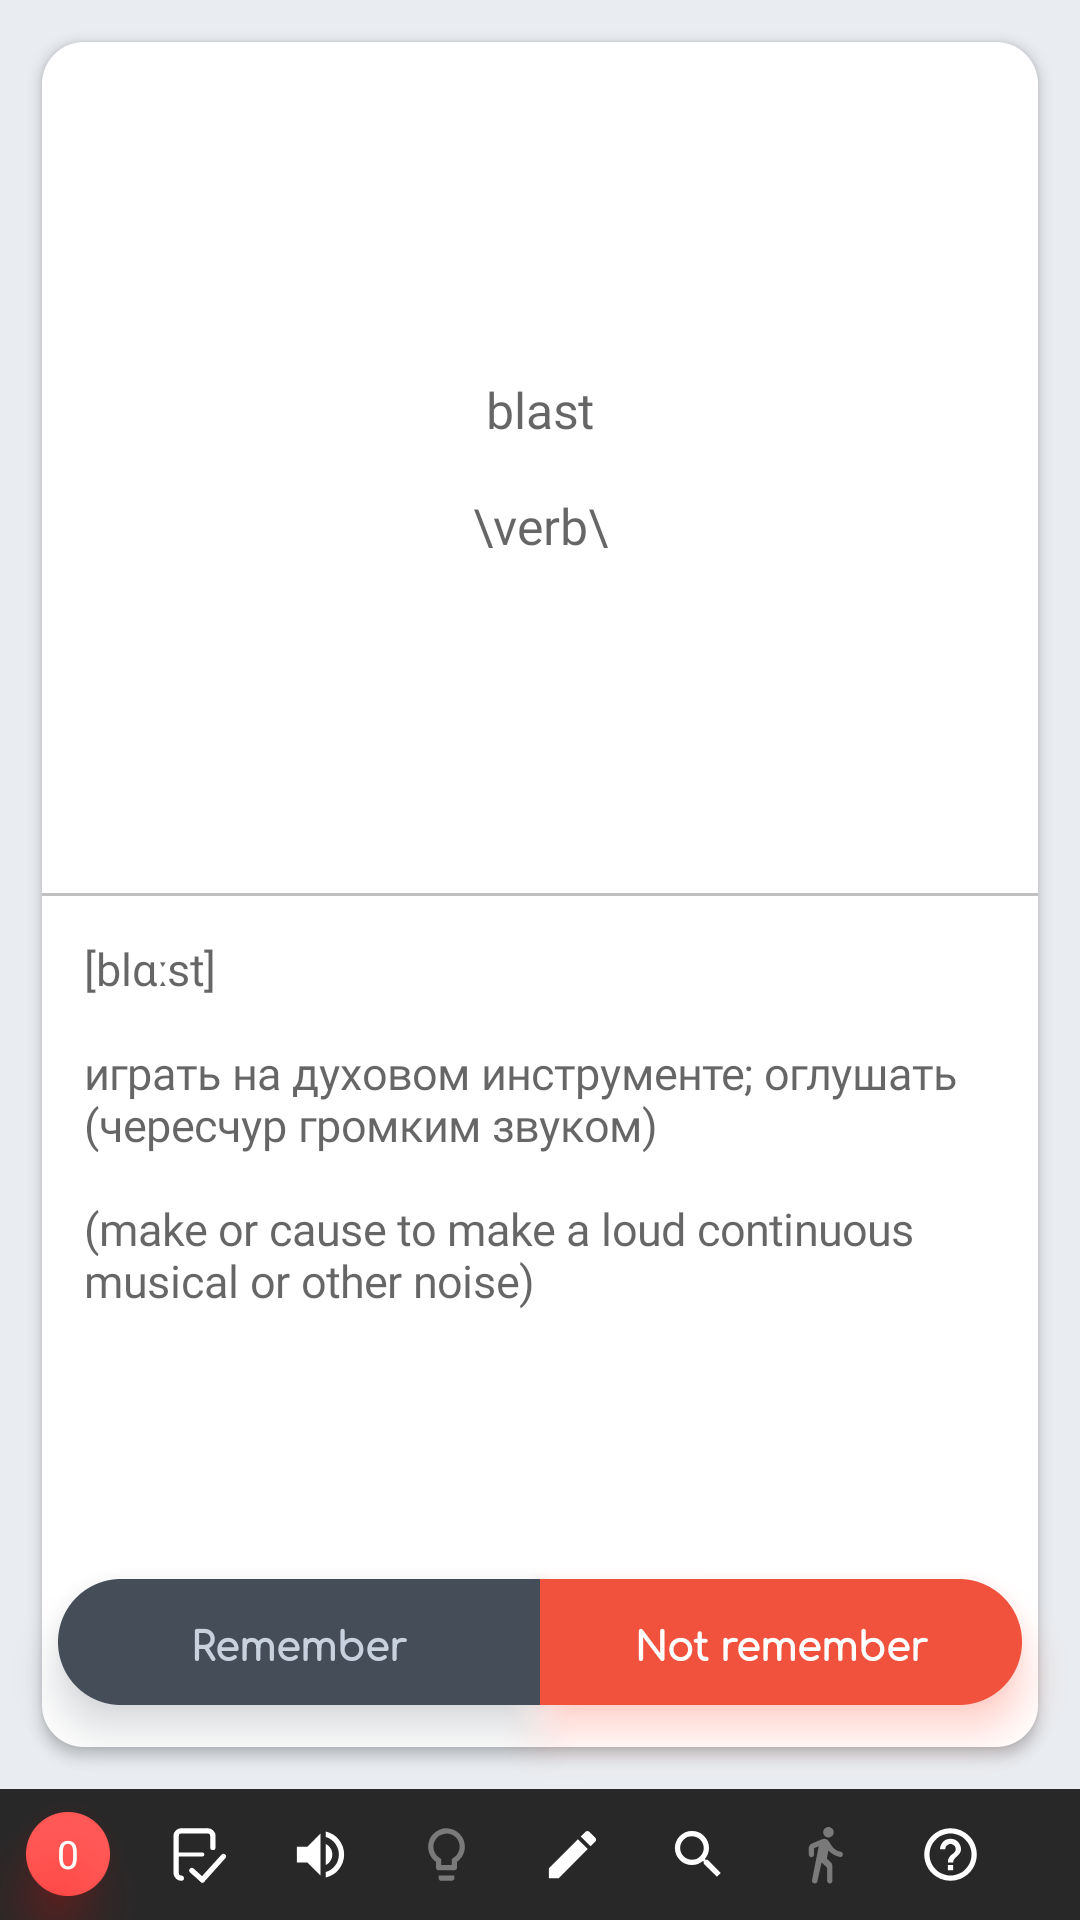 blast
\verb\
[blɑːst]
играть на духовом инструменте; оглушать
(чересчур громким звуком)
(make or cause to make a loud continuous
musical or other noise)
Remember
Not remember
0